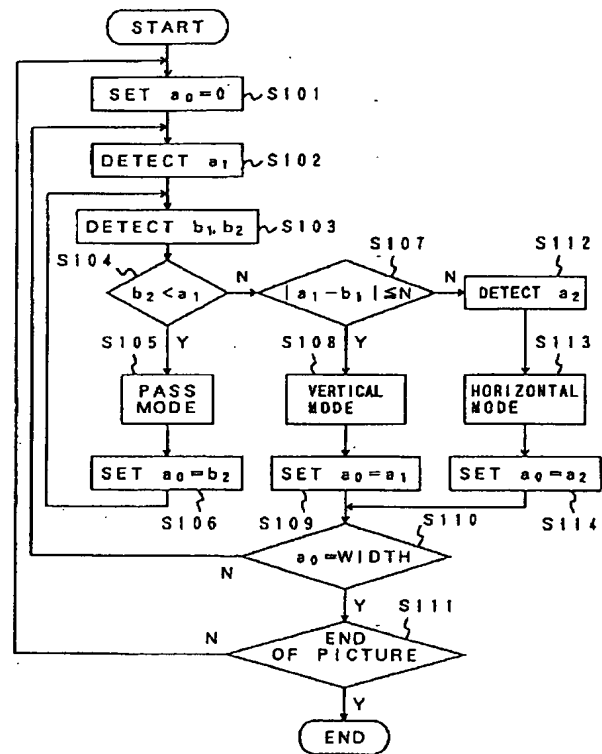 START
SET a₀=0
S101
DETECT a₁
S102
DETECT b₁, b₂
S103
S104
b₂<a₁
N
S107
|a₁-b₁|≦N
N
S112
DETECT a₂
S105
Y
S108
Y
S113
PASS
MODE
VERTICAL
MODE
HORIZONTAL
MODE
SET a₀=b₂
SET a₀=a₁
SET a₀=a₂
S106
S109
S110
S114
a₀=WIDTH
N
Y
S111
N
END
OF PICTURE
Y
END